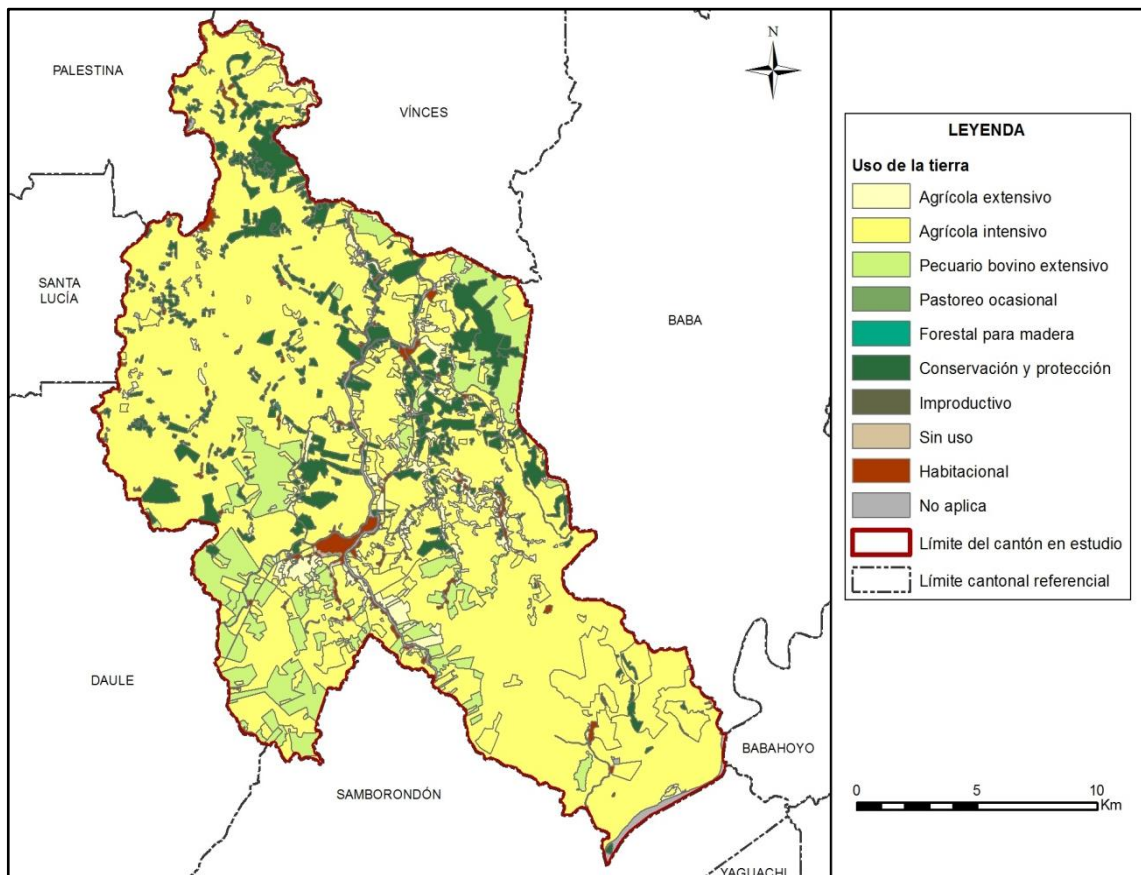 PALESTINA
VÍNCES
N
SANTA
LUCÍA
BABA
DAULE
SAMBORONDÓN
BABAHOYO
YAGUACHI
LEYENDA
Uso de la tierra
Agrícola extensivo
Agrícola intensivo
Pecuario bovino extensivo
Pastoreo ocasional
Forestal para madera
Conservación y protección
Improductivo
Sin uso
Habitacional
No aplica
Límite del cantón en estudio
Límite cantonal referencial
0 5 10
Km